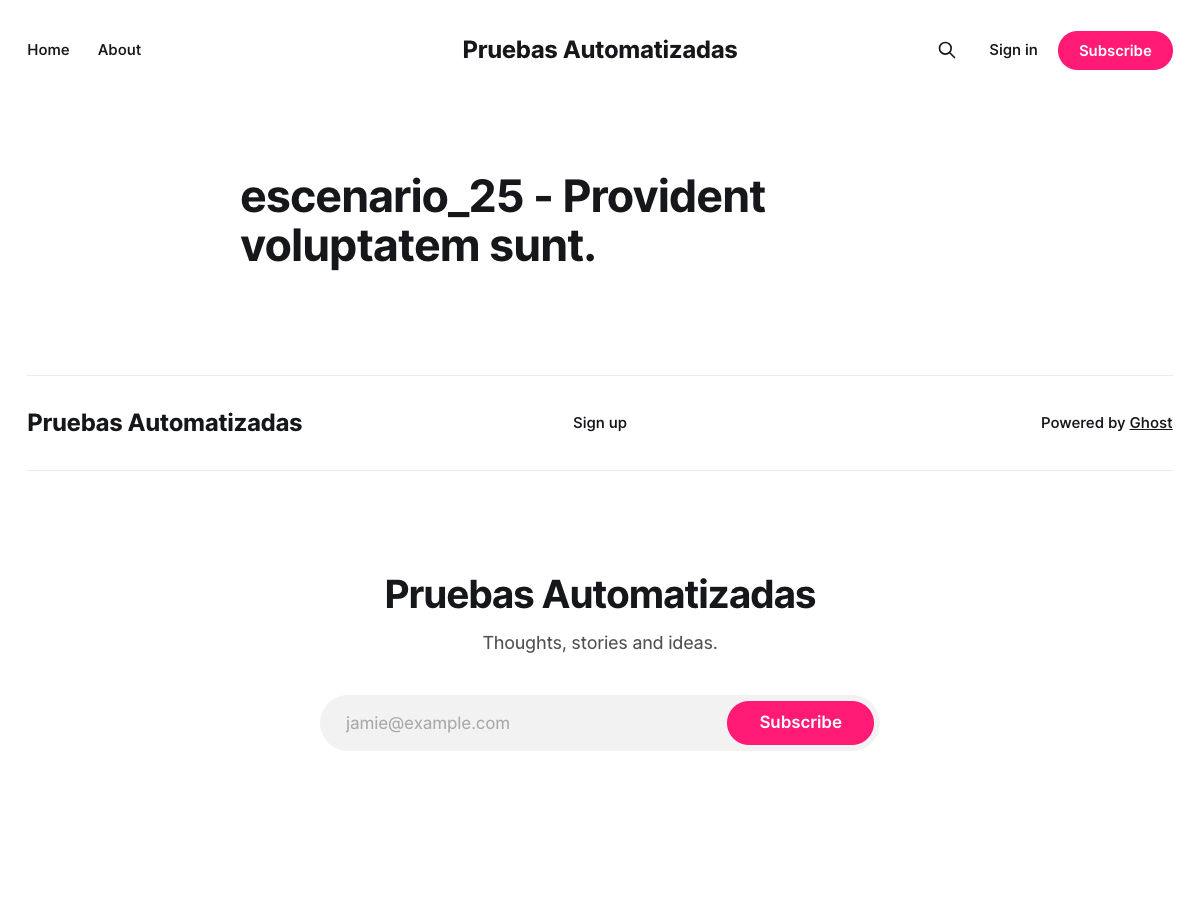 Home About Pruebas Automatizadas Sign in Subscribe
escenario_25 - Provident
voluptatem sunt.
Pruebas Automatizadas Sign up Powered by Ghost
Pruebas Automatizadas
Thoughts, stories and ideas.
jamie@example.com Subscribe